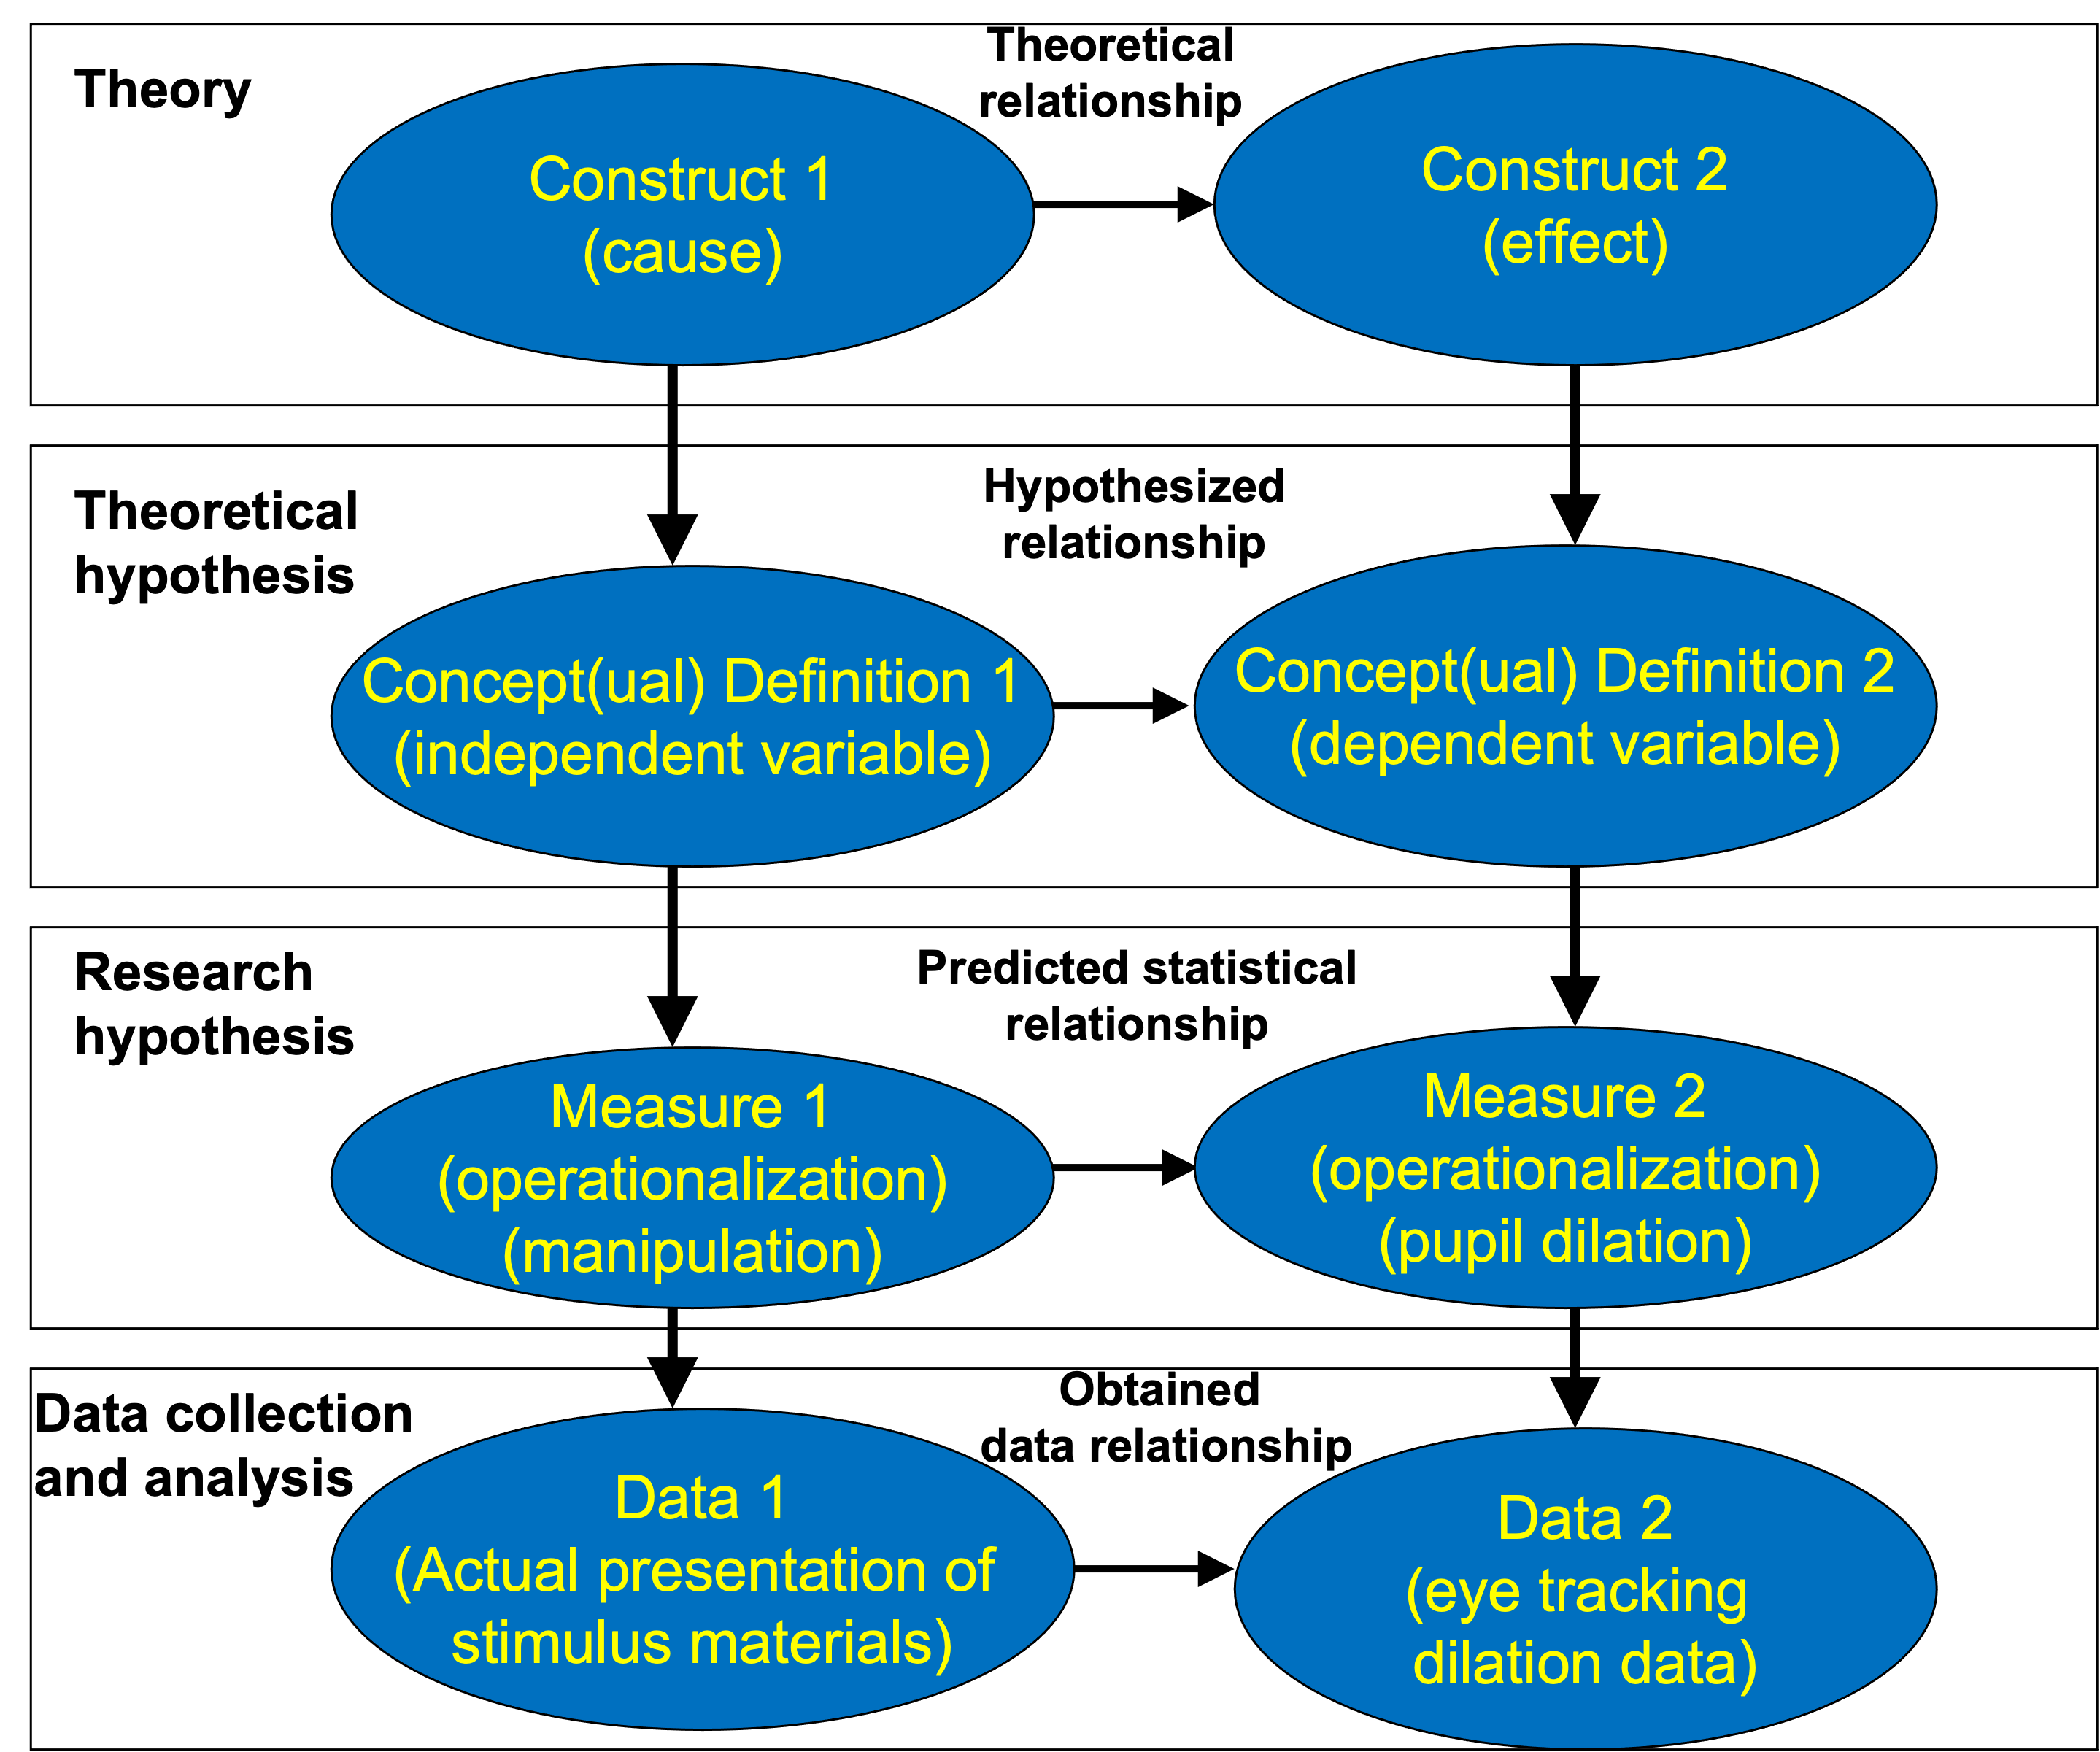 Theory
Theoretical
relationship
Construct 1
(cause)
Construct 2
(effect)
Theoretical
hypothesis
Hypothesized
relationship
Concept(ual) Definition 1
(independent variable)
Concept(ual) Definition 2
(dependent variable)
Research
hypothesis
Predicted statistical
relationship
Measure 1
(operationalization)
(manipulation)
Measure 2
(operationalization)
(pupil dilation)
Data collection
and analysis
Obtained
data relationship
Data 1
(Actual presentation of
stimulus materials)
Data 2
(eye tracking
dilation data)